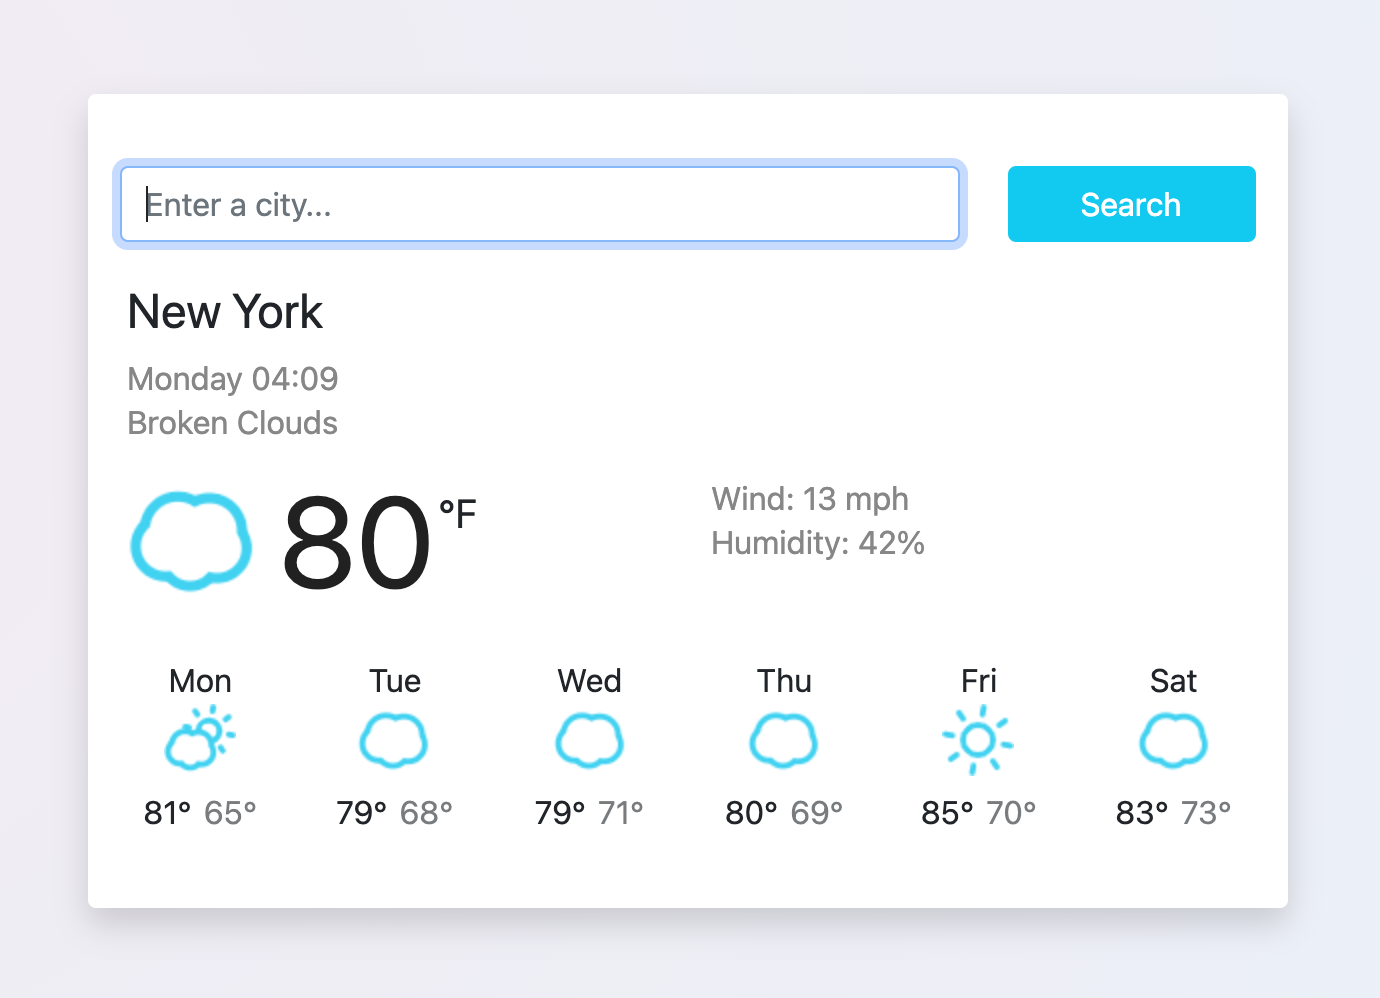 Enter a city...
Search
New York
Monday 04:09
Broken Clouds
80 °F
Wind: 13 mph
Humidity: 42%
Mon Tue Wed Thu Fri Sat
81° 65° 79° 68° 79° 71° 80° 69° 85° 70° 83° 73°